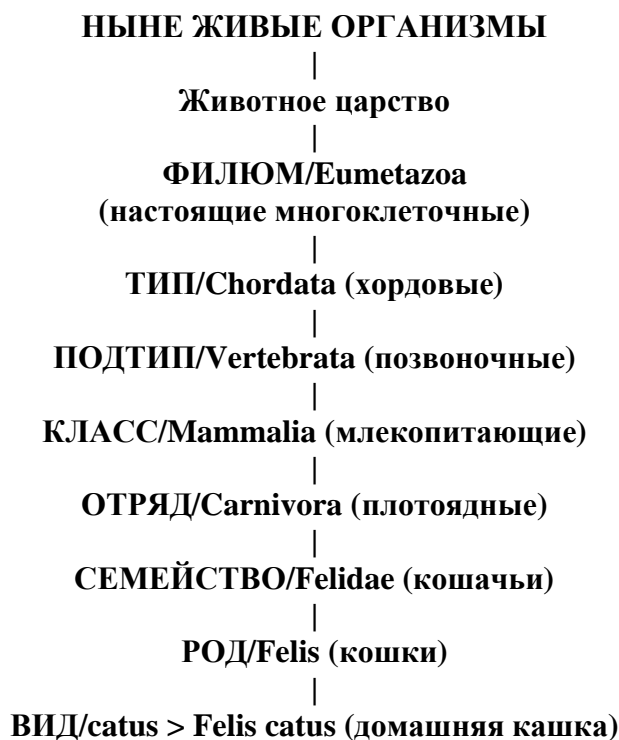 НЫНЕ ЖИВЫЕ ОРГАНИЗМЫ
|
Животное царство
|
ФИЛЮМ/Eumetazoa
(настоящие многоклеточные)
|
ТИП/Chordata (хордовые)
|
ПОДТИП/Vertebrata (позвоночные)
|
КЛАСС/Mammalia (млекопитающие)
|
ОТРЯД/Carnivora (плотоядные)
|
СЕМЕЙСТВО/Felidae (кошачьи)
|
РОД/Felis (кошки)
|
ВИД/catus > Felis catus (домашняя кашка)